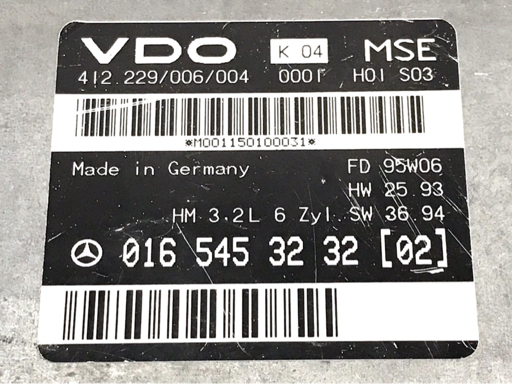 VDO K 04 MSE
412.229/006/004 0001 H01 S03
*M001150100031*
Made in Germany FD 95W06
HW 25.93
HM 3.2L 6 Zyl. SW 36.94
016 545 32 32 [02]